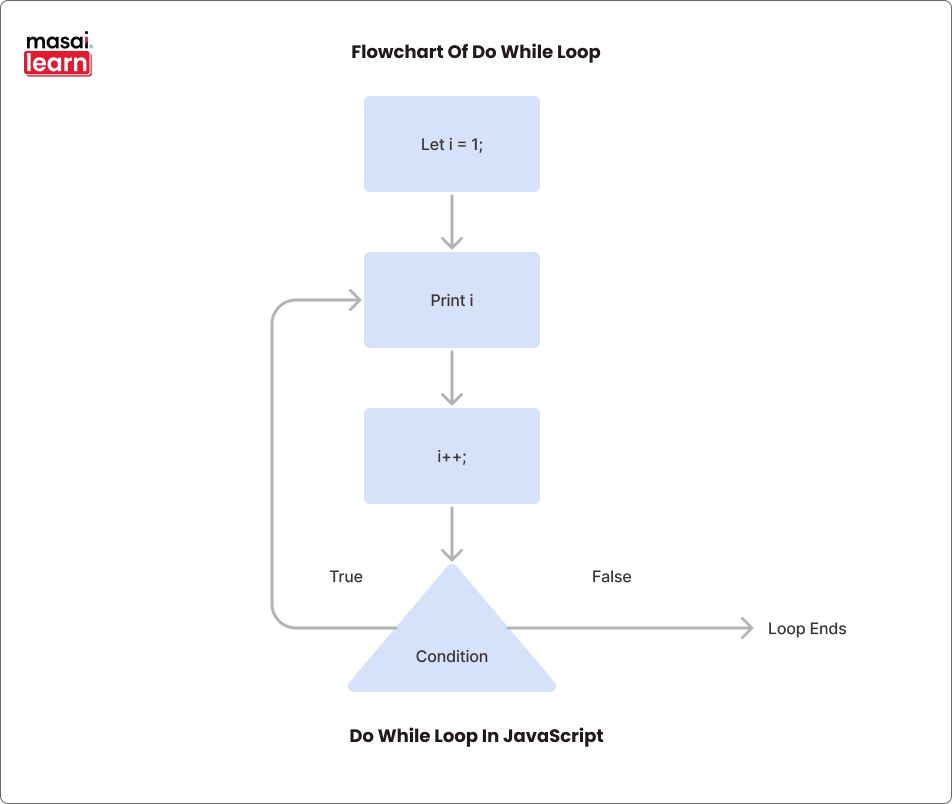 masai
learn
Flowchart Of Do While Loop
Let i = 1;
Print i
i++;
True
False
Condition
Loop Ends
Do While Loop In JavaScript